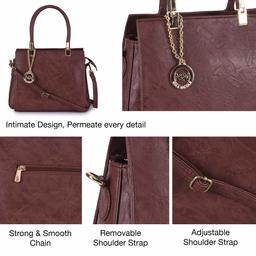 Intimate Design, Permeate every detail
Strong & Smooth
Chain
Removable
Shoulder Strap
Adjustable
Shoulder Strap